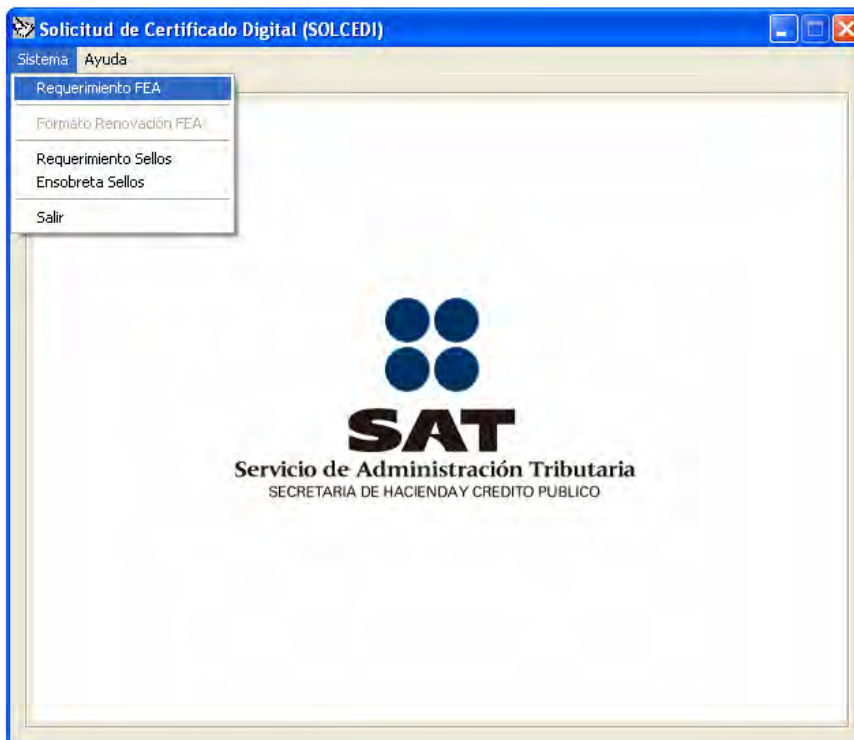 Solicitud de Certificado Digital (SOLCEDI)
Sistema Ayuda
Requerimiento FEA
Formato Renovación FEA
Requerimiento Sellos
Ensobreta Sellos
Salir
SAT
Servicio de Administración Tributaria
SECRETARIA DE HACIENDA Y CREDITO PUBLICO